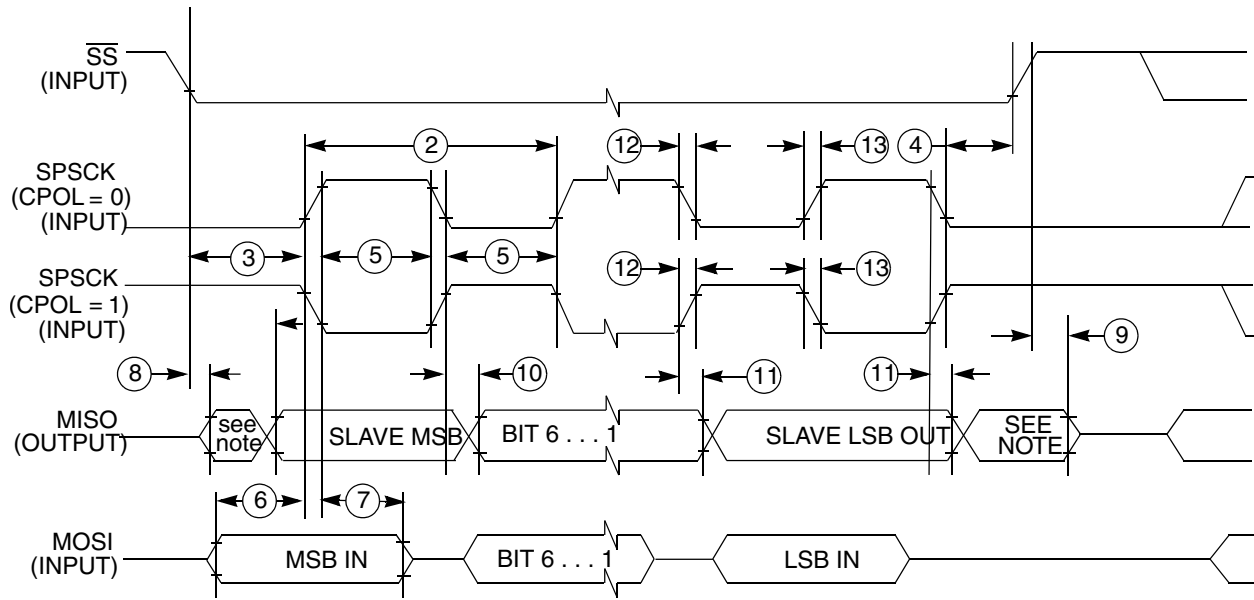 SS
(INPUT)
2
12
13
4
SPSCK
(CPOL = 0)
(INPUT)
3
5
5
12
13
SPSCK
(CPOL = 1)
(INPUT)
8
10
11
11
9
MISO
(OUTPUT)
see
note
SLAVE MSB
BIT 6 . . . 1
SLAVE LSB OUT
SEE
NOTE
6
7
MOSI
(INPUT)
MSB IN
BIT 6 . . . 1
LSB IN